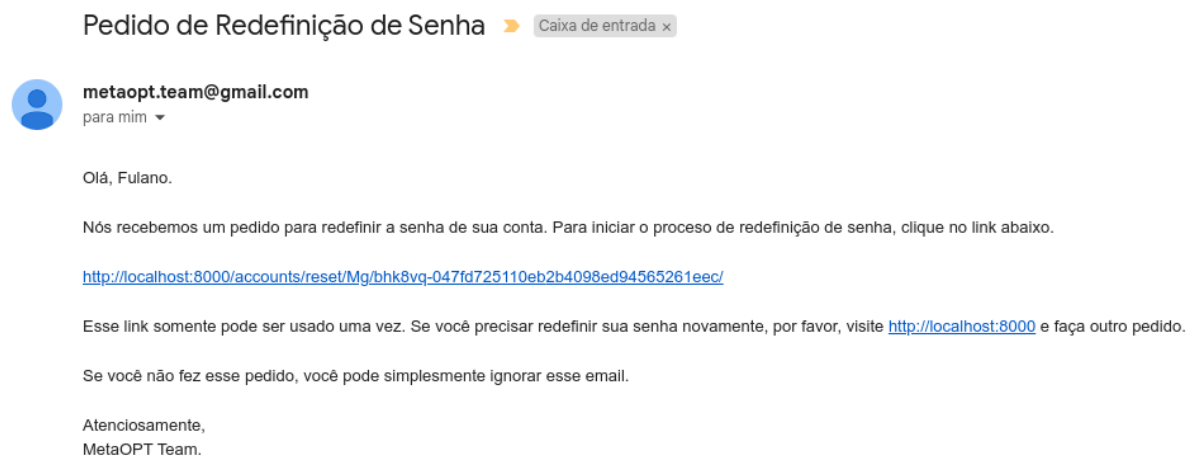 Pedido de Redefinição de Senha Caixa de entrada ×
metaopt.team@gmail.com
para mim
Olá, Fulano.
Nós recebemos um pedido para redefinir a senha de sua conta. Para iniciar o processo de redefinição de senha, clique no link abaixo.
http://localhost:8000/accounts/reset/Mg/bhk8vq-047fd725110eb2b4098ed94565261eec/
Esse link somente pode ser usado uma vez. Se você precisar redefinir sua senha novamente, por favor, visite http://localhost:8000 e faça outro pedido.
Se você não fez esse pedido, você pode simplesmente ignorar esse email.
Atenciosamente,
MetaOPT Team.